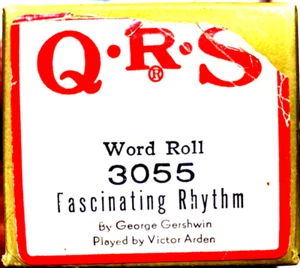 Q·R·S
®
Word Roll
3055
Fascinating Rhythm
By George Gershwin
Played by Victor Arden